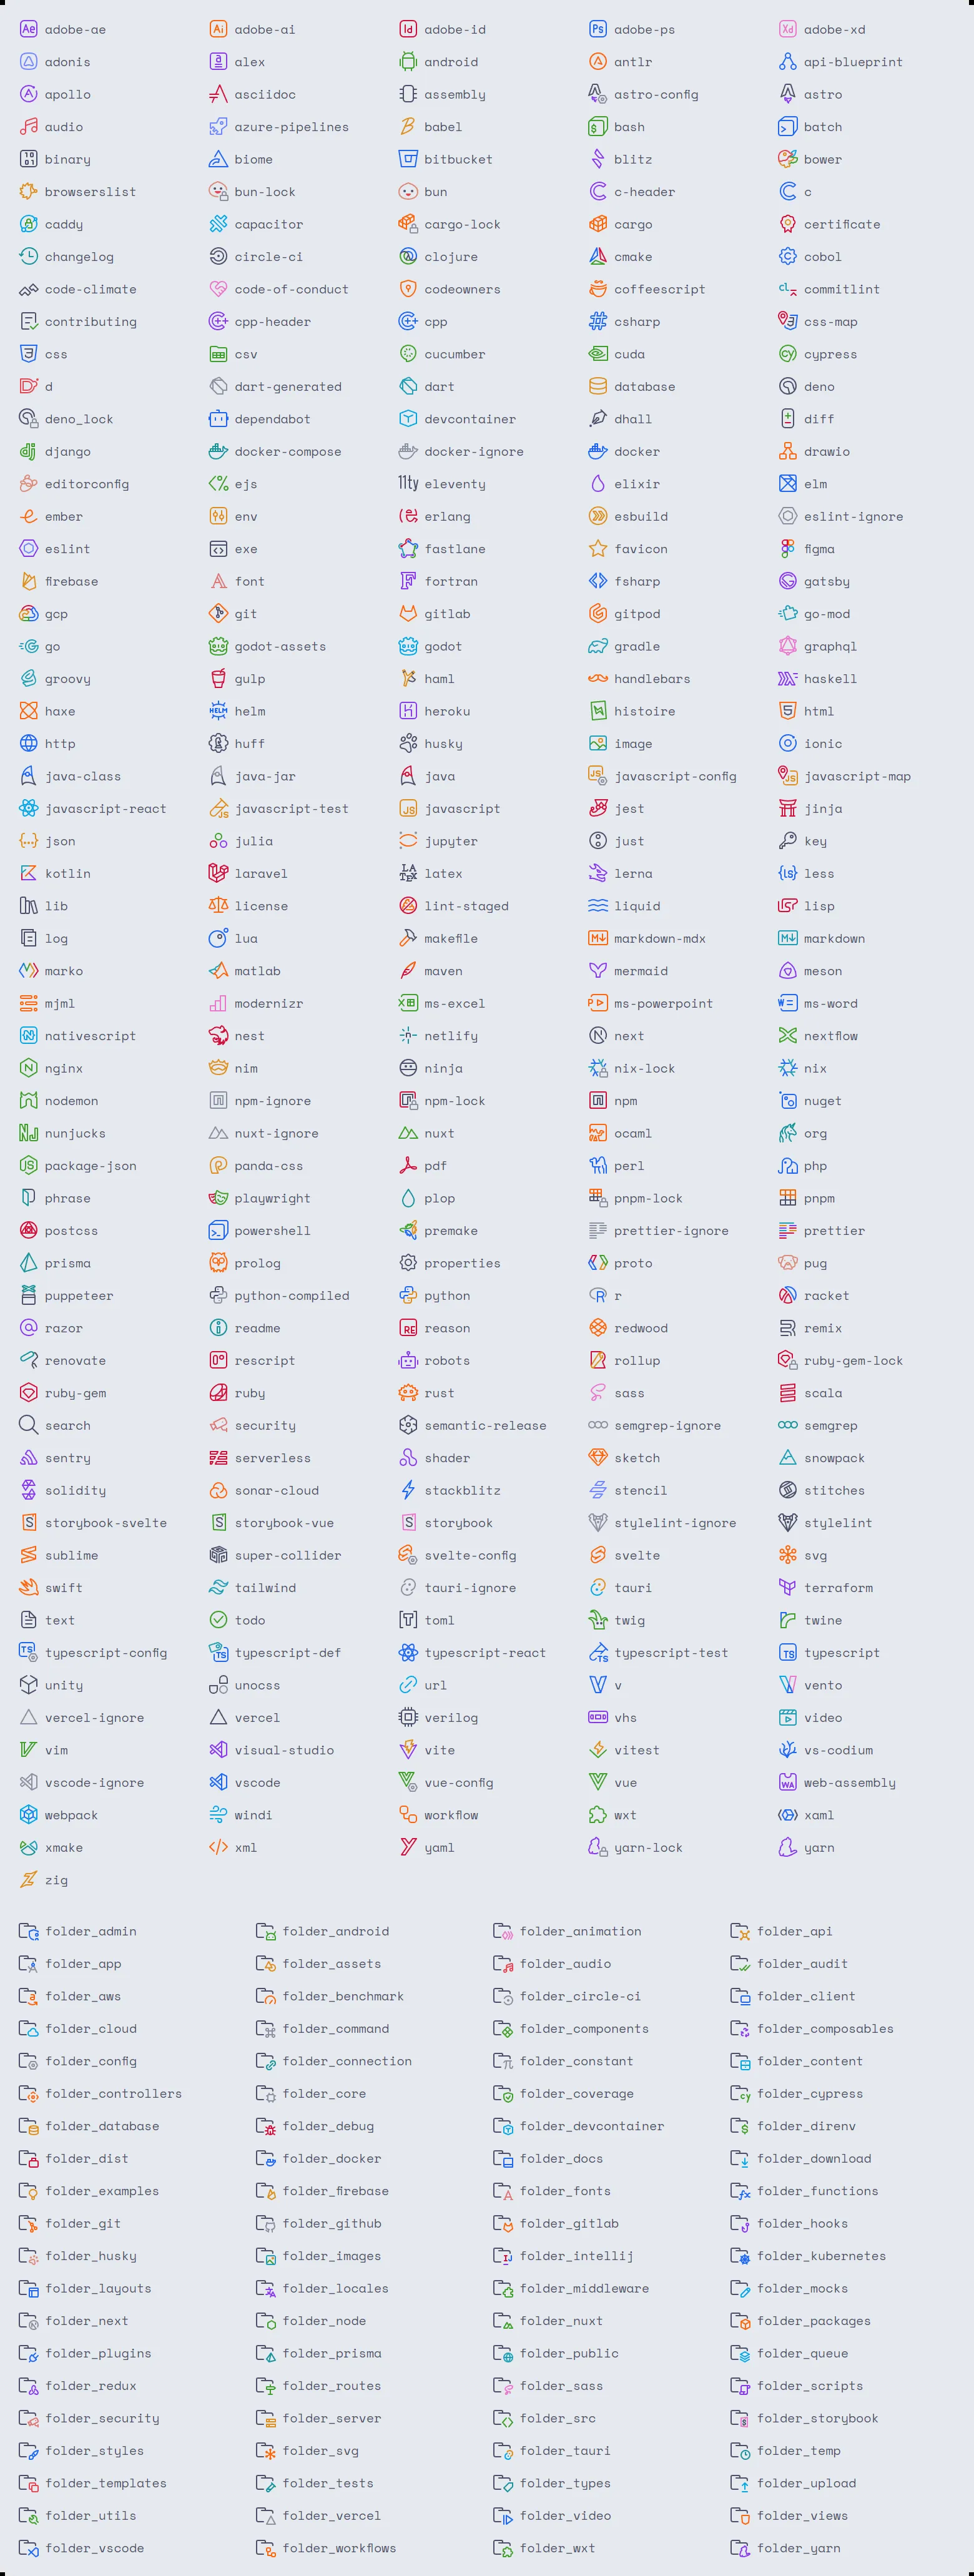 adobe-ae adobe-ai adobe-id adobe-ps adobe-xd
adonis alex android antlr api-blueprint
apollo asciidoc assembly astro-config astro
audio azure-pipelines babel bash batch
binary biome bitbucket blitz bower
browserslist bun-lock bun c-header c
caddy capacitor cargo-lock cargo certificate
changelog circle-ci clojure cmake cobol
code-climate code-of-conduct codeowners coffeescript commitlint
contributing cpp-header cpp csharp css-map
css csv cucumber cuda cypress
d dart-generated dart database deno
deno_lock dependabot devcontainer dhall diff
django docker-compose docker-ignore docker drawio
editorconfig ejs eleventy elixir elm
ember env erlang esbuild eslint-ignore
eslint exe fastlane favicon figma
firebase font fortran fsharp gatsby
gcp git gitlab gitpod go-mod
go godot-assets godot gradle graphql
groovy gulp haml handlebars haskell
haxe helm heroku histoire html
http huff husky image ionic
java-class java-jar java javascript-config javascript-map
javascript-react javascript-test javascript jest jinja
json julia jupyter just key
kotlin laravel latex lerna less
lib license lint-staged liquid lisp
log lua makefile markdown-mdx markdown
marko matlab maven mermaid meson
mjml modernizr ms-excel ms-powerpoint ms-word
nativescript nest netlify next nextflow
nginx nim ninja nix-lock nix
nodemon npm-ignore npm-lock npm nuget
nunjucks nuxt-ignore nuxt ocaml org
package-json panda-css pdf perl php
phrase playwright plop pnpm-lock pnpm
postcss powershell premake prettier-ignore prettier
prisma prolog properties proto pug
puppeteer python-compiled python r racket
razor readme reason redwood remix
renovate rescript robots rollup ruby-gem-lock
ruby-gem ruby rust sass scala
search security semantic-release semgrep-ignore semgrep
sentry serverless shader sketch snowpack
solidity sonar-cloud stackblitz stencil stitches
storybook-svelte storybook-vue storybook stylelint-ignore stylelint
sublime super-collider svelte-config svelte svg
swift tailwind tauri-ignore tauri terraform
text todo toml twig twine
typescript-config typescript-def typescript-react typescript-test typescript
unity unocss url v vento
vercel-ignore vercel verilog vhs video
vim visual-studio vite vitest vs-codium
vscode-ignore vscode vue-config vue web-assembly
webpack windi workflow wxt xaml
xmake xml yaml yarn-lock yarn
zig
folder_admin folder_android folder_animation folder_api
folder_app folder_assets folder_audio folder_audit
folder_aws folder_benchmark folder_circle-ci folder_client
folder_cloud folder_command folder_components folder_composables
folder_config folder_connection folder_constant folder_content
folder_controllers folder_core folder_coverage folder_cypress
folder_database folder_debug folder_devcontainer folder_direnv
folder_dist folder_docker folder_docs folder_download
folder_examples folder_firebase folder_fonts folder_functions
folder_git folder_github folder_gitlab folder_hooks
folder_husky folder_images folder_intellij folder_kubernetes
folder_layouts folder_locales folder_middleware folder_mocks
folder_next folder_node folder_nuxt folder_packages
folder_plugins folder_prisma folder_public folder_queue
folder_redux folder_routes folder_sass folder_scripts
folder_security folder_server folder_src folder_storybook
folder_styles folder_svg folder_tauri folder_temp
folder_templates folder_tests folder_types folder_upload
folder_utils folder_vercel folder_video folder_views
folder_vscode folder_workflows folder_wxt folder_yarn